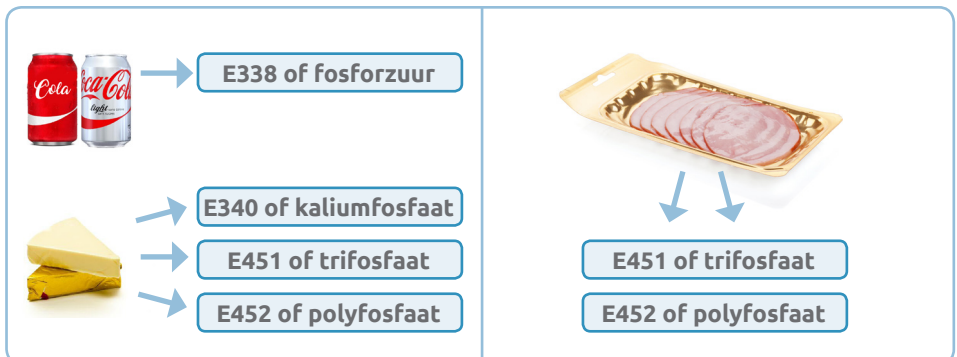 Cola
Coca-Cola
light
E338 of fosforzuur
E340 of kaliumfosfaat
E451 of trifosfaat
E452 of polyfosfaat
E451 of trifosfaat
E452 of polyfosfaat